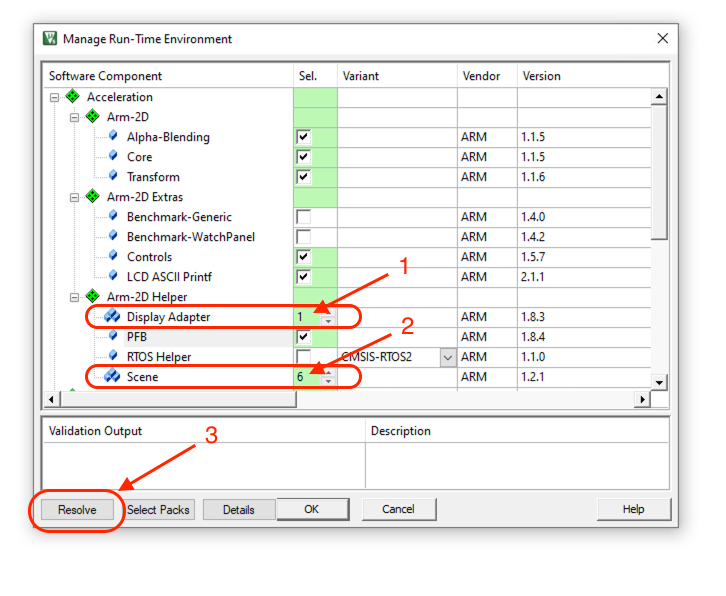 Manage Run-Time Environment
Software Component Sel. Variant Vendor Version
Acceleration
Arm-2D
Alpha-Blending ARM 1.1.5
Core ARM 1.1.5
Transform ARM 1.1.6
Arm-2D Extras
Benchmark-Generic ARM 1.4.0
Benchmark-WatchPanel ARM 1.4.2
Controls ARM 1.5.7
LCD ASCII Printf ARM 2.1.1
1
Arm-2D Helper
Display Adapter 1 ARM 1.8.3
2
PFB ARM 1.8.4
RTOS Helper CMSIS-RTOS2 ARM 1.1.0
Scene 6 ARM 1.2.1
Validation Output Description
3
Resolve Select Packs Details OK Cancel Help